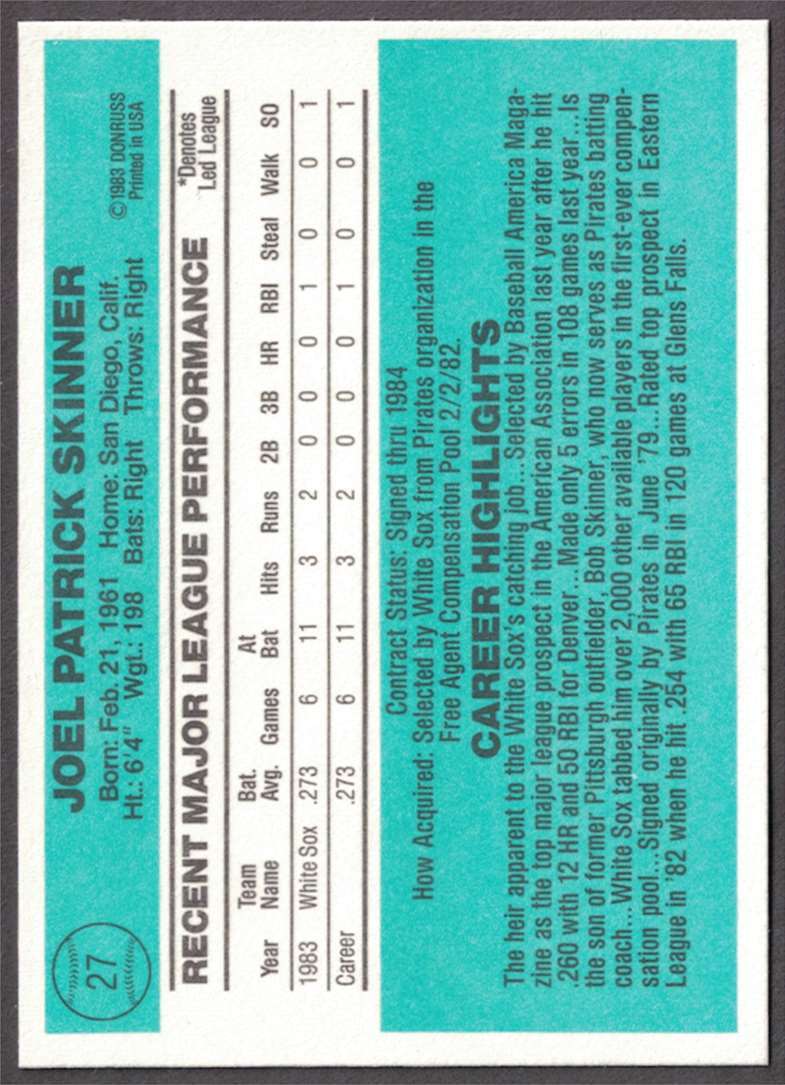 27
JOEL PATRICK SKINNER
Born: Feb. 21, 1961 Home: San Diego, Calif.
Ht.: 6'4" Wgt.: 198 Bats: Right Throws: Right
©1983 DONRUSS
Printed in USA
RECENT MAJOR LEAGUE PERFORMANCE
*Denotes
Led League
Year Team Name Bat. Avg. Games At Bat Hits Runs 2B 3B HR RBI Steal Walk SO
1983 White Sox .273 6 11 3 2 0 0 0 1 0 0 1
Career .273 6 11 3 2 0 0 0 1 0 0 1
Contract Status: Signed thru 1984
How Acquired: Selected by White Sox from Pirates organization in the
Free Agent Compensation Pool 2/2/82.
CAREER HIGHLIGHTS
The heir apparent to the White Sox's catching job...Selected by Baseball America Maga-
zine as the top major league prospect in the American Association last year after he hit
.260 with 12 HR and 50 RBI for Denver...Made only 5 errors in 108 games last year...Is
the son of former Pittsburgh outfielder, Bob Skinner, who now serves as Pirates batting
coach...White Sox tabbed him over 2,000 other available players in the first-ever compen-
sation pool...Signed originally by Pirates in June '79...Rated top prospect in Eastern
League in '82 when he hit .254 with 65 RBI in 120 games at Glens Falls.